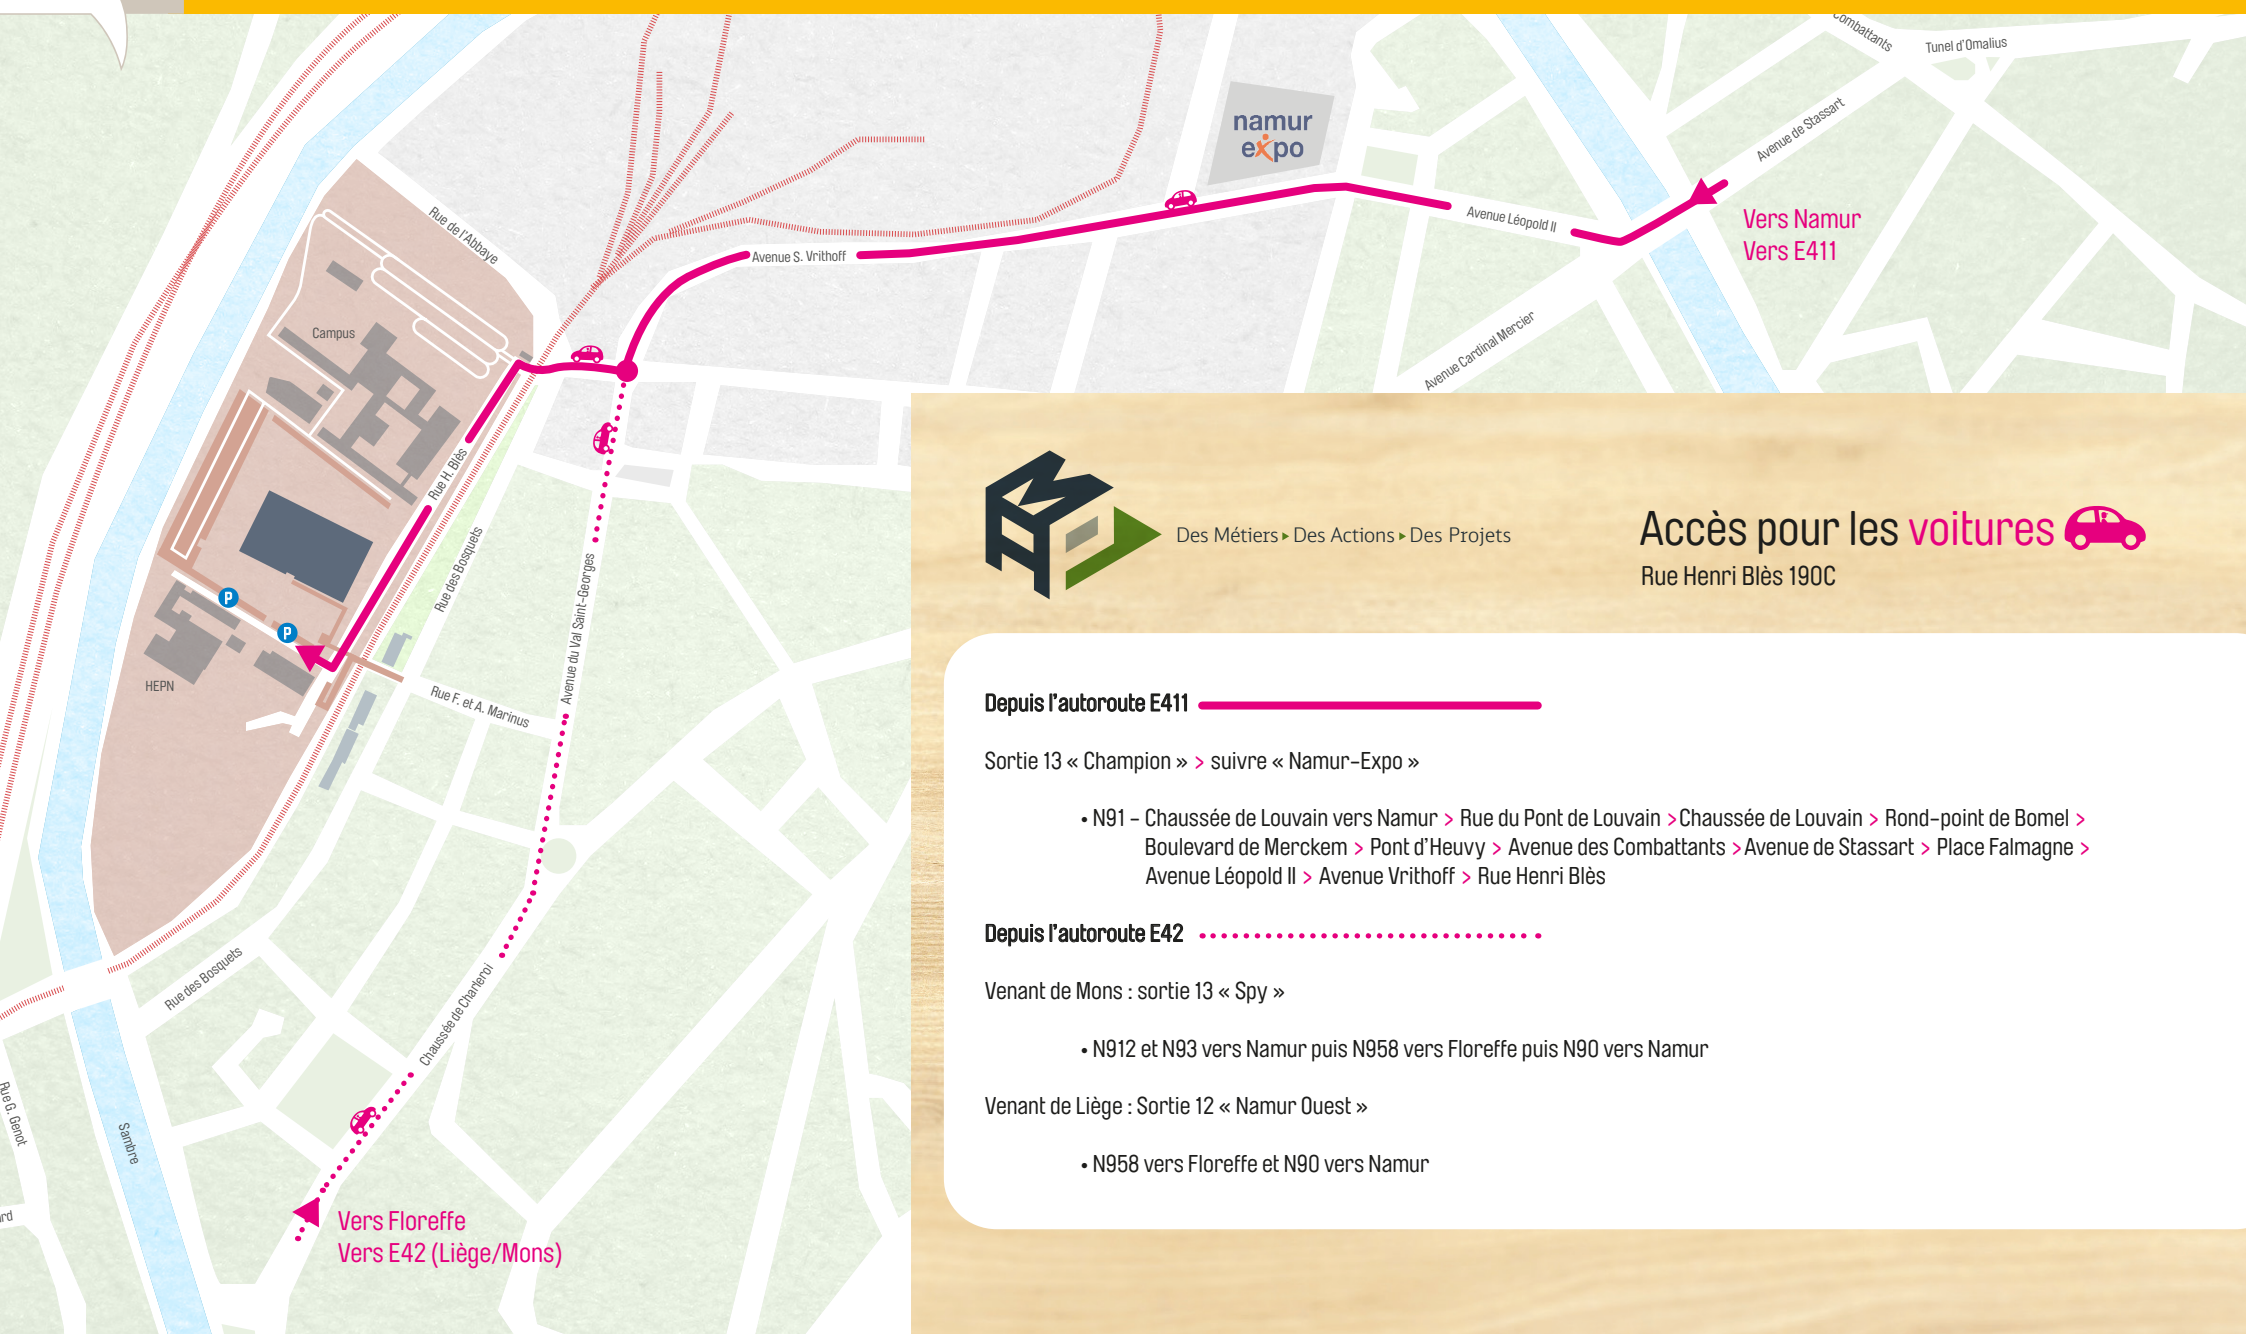 Combattants
Tunel d'Omalius
Avenue de Stassart
namur
expo
Vers Namur
Vers E411
Avenue Léopold II
Avenue Cardinal Mercier
Rue de l'Abbaye
Avenue S. Vrithoff
Campus
Rue H. Blès
Rue des Bosquets
Avenue du Val Saint-Georges
P
P
HEPN
Rue F. et A. Marinus
Rue des Bosquets
Chaussée de Charleroi
Rue G. Genot
Sambre
Vers Floreffe
Vers E42 (Liège/Mons)
Des Métiers ▸ Des Actions ▸ Des Projets
Accès pour les voitures
Rue Henri Blès 190C
Depuis l'autoroute E411
Sortie 13 « Champion » > suivre « Namur-Expo »
• N91 - Chaussée de Louvain vers Namur > Rue du Pont de Louvain >Chaussée de Louvain > Rond-point de Bomel >
Boulevard de Merckem > Pont d'Heuvy > Avenue des Combattants >Avenue de Stassart > Place Falmagne >
Avenue Léopold II > Avenue Vrithoff > Rue Henri Blès
Depuis l'autoroute E42
Venant de Mons : sortie 13 « Spy »
• N912 et N93 vers Namur puis N958 vers Floreffe puis N90 vers Namur
Venant de Liège : Sortie 12 « Namur Ouest »
• N958 vers Floreffe et N90 vers Namur